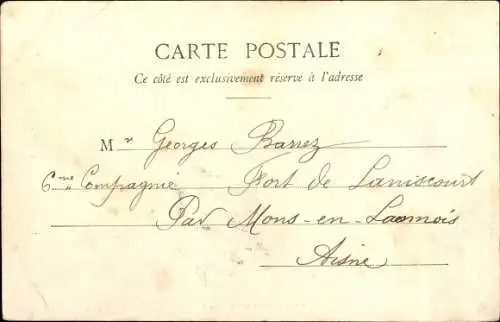 CARTE POSTALE
Ce côté est exclusivement réservé à l'adresse
Mr Georges Barrez
6me Compagnie Fort de Laniscourt
Par Mons-en-Laonnois
Aisne